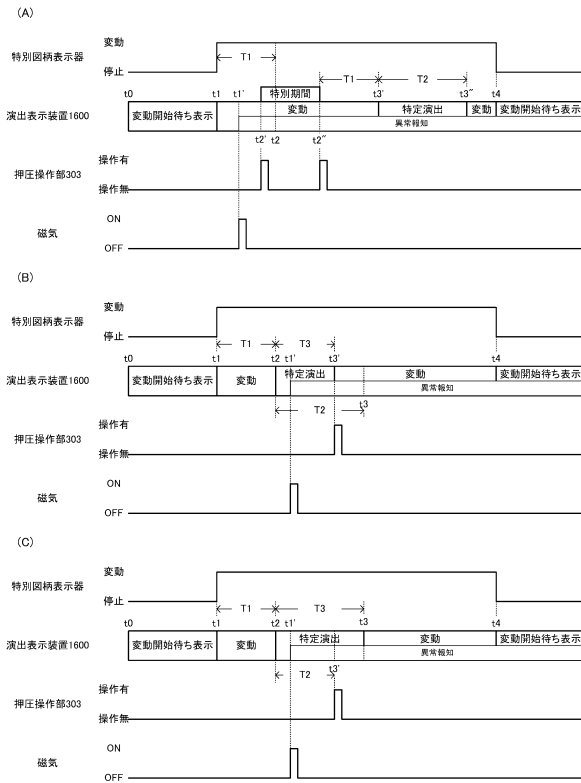 (A)
変動
特別図柄表示器
停止
T1
T1
T2
t0
t1
t1'
特別期間
t3'
t3"
t4
演出表示装置1600
変動開始待ち表示
変動
特定演出
変動
変動開始待ち表示
異常報知
t2'
t2
t2"
操作有
押圧操作部303
操作無
ON
磁気
OFF
(B)
変動
特別図柄表示器
停止
T1
T3
t0
t1
t2
t1'
t3'
t4
演出表示装置1600
変動開始待ち表示
変動
特定演出
変動
変動開始待ち表示
異常報知
T2
t3
操作有
押圧操作部303
操作無
ON
磁気
OFF
(C)
変動
特別図柄表示器
停止
T1
T3
t0
t1
t2
t1'
t3
t4
演出表示装置1600
変動開始待ち表示
変動
特定演出
変動
変動開始待ち表示
異常報知
T2
t3'
操作有
押圧操作部303
操作無
ON
磁気
OFF